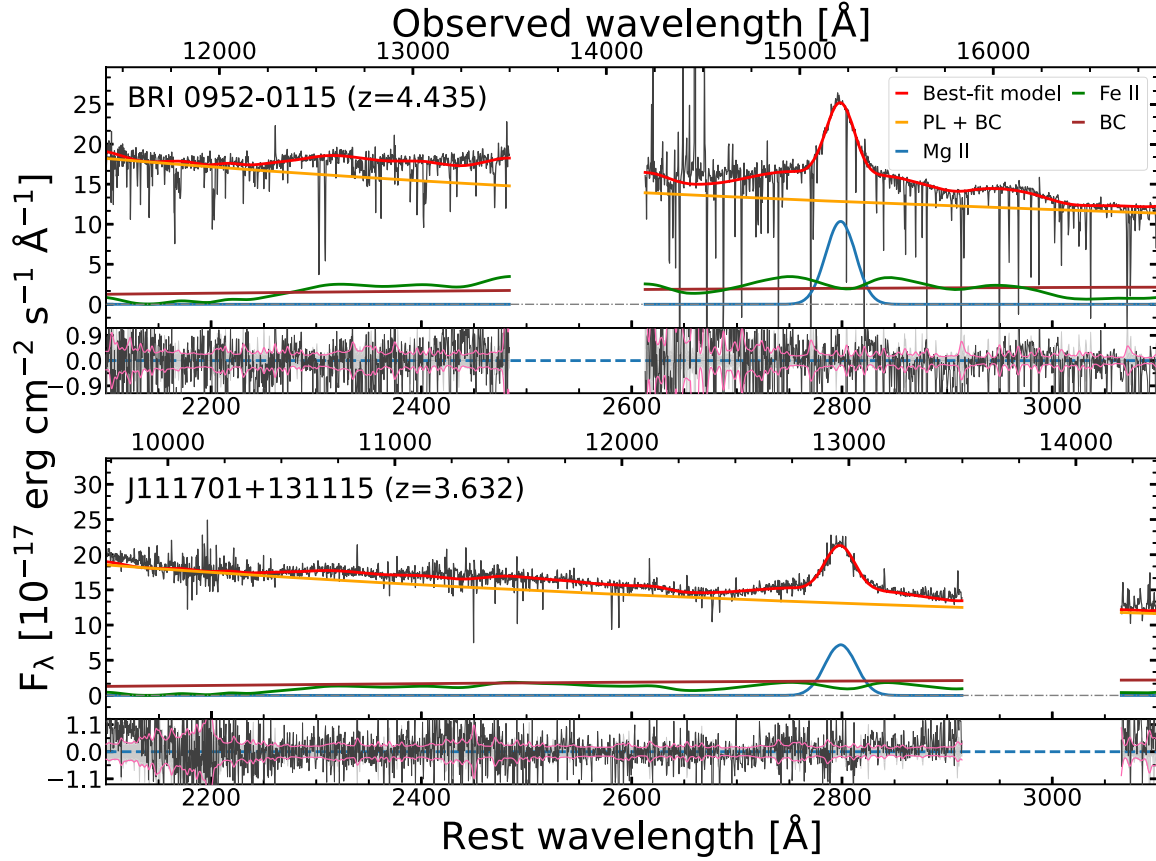 Observed wavelength [Å]
12000 13000 14000 15000 16000
BRI 0952-0115 (z=4.435)
Best-fit model
PL + BC
Mg II
Fe II
BC
25
20
15
10
5
0
0.9
0.0
−0.9
2200 2400 2600 2800 3000
F_λ [10⁻¹⁷ erg cm⁻² s⁻¹ Å⁻¹]
10000 11000 12000 13000 14000
J111701+131115 (z=3.632)
30
25
20
15
10
5
0
1.1
0.0
−1.1
2200 2400 2600 2800 3000
Rest wavelength [Å]